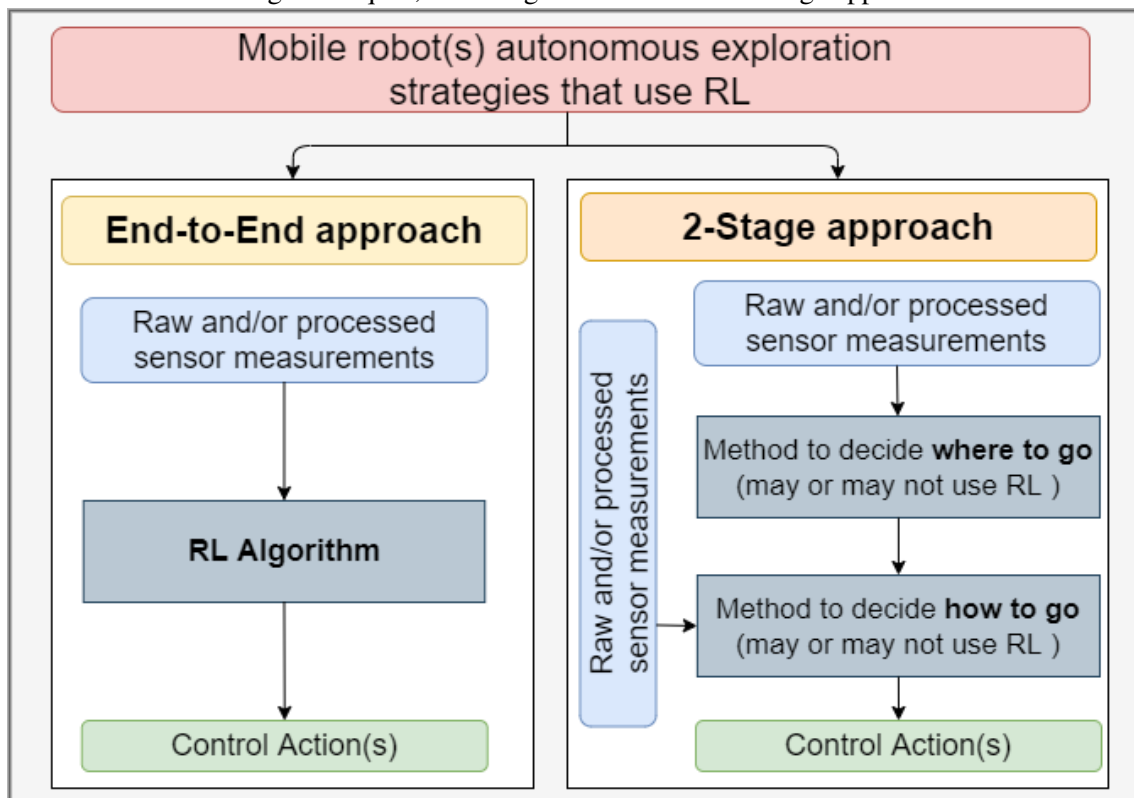 Mobile robot(s) autonomous exploration
strategies that use RL
End-to-End approach
Raw and/or processed
sensor measurements
RL Algorithm
Control Action(s)
2-Stage approach
Raw and/or processed
sensor measurements
Raw and/or processed
sensor measurements
Method to decide where to go
(may or may not use RL )
Method to decide how to go
(may or may not use RL )
Control Action(s)